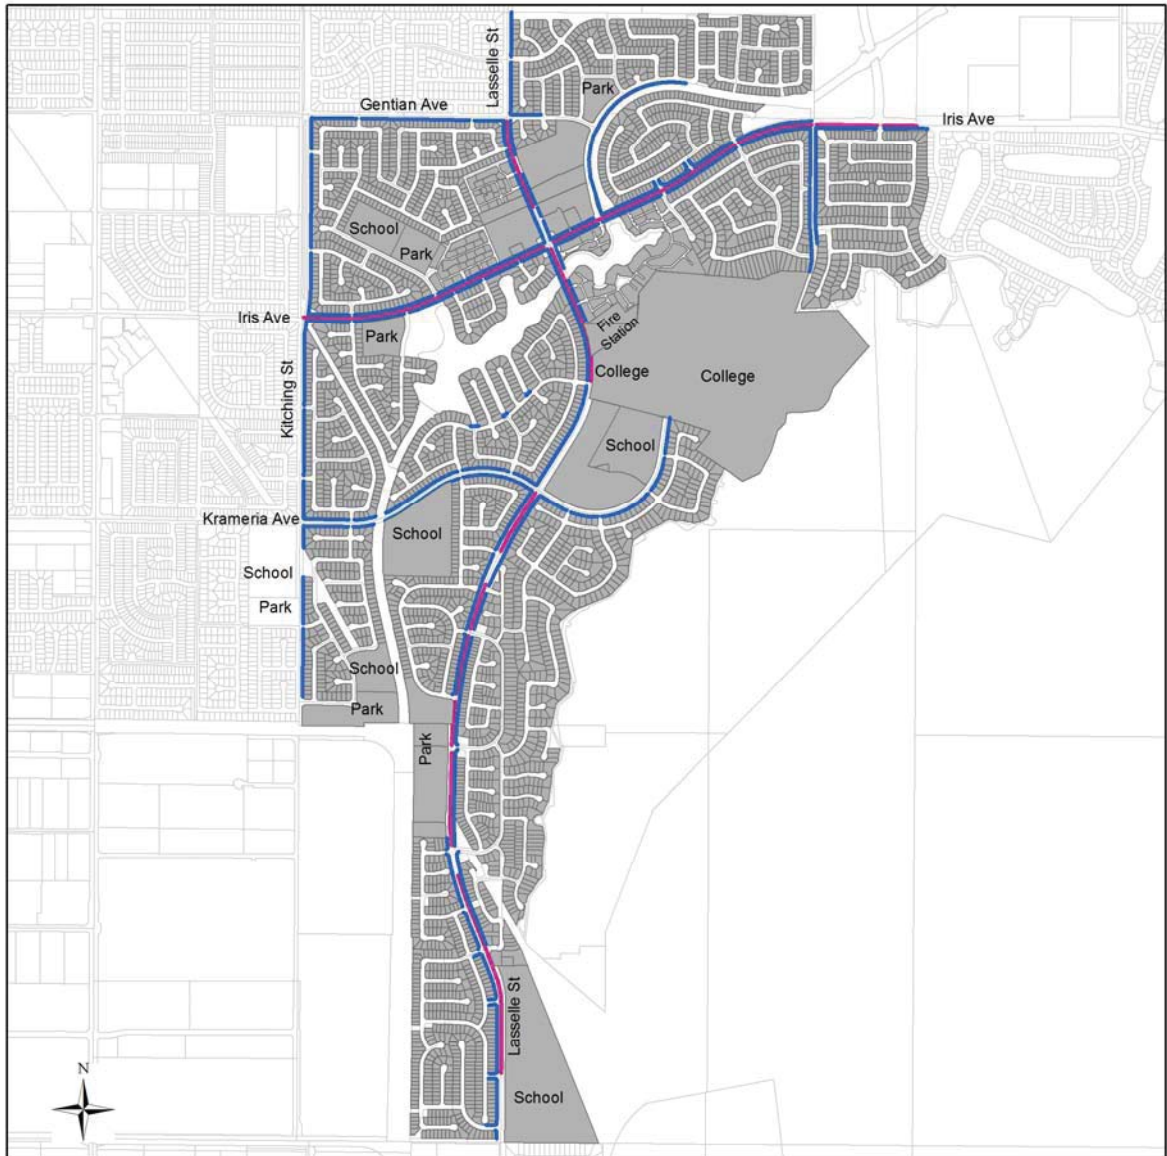 Lasselle St
Park
Gentian Ave
Iris Ave
School
Park
Iris Ave
Fire
Station
Park
College
College
Kitching St
School
Krameria Ave
School
School
Park
School
Park
Park
Lasselle St
N
School